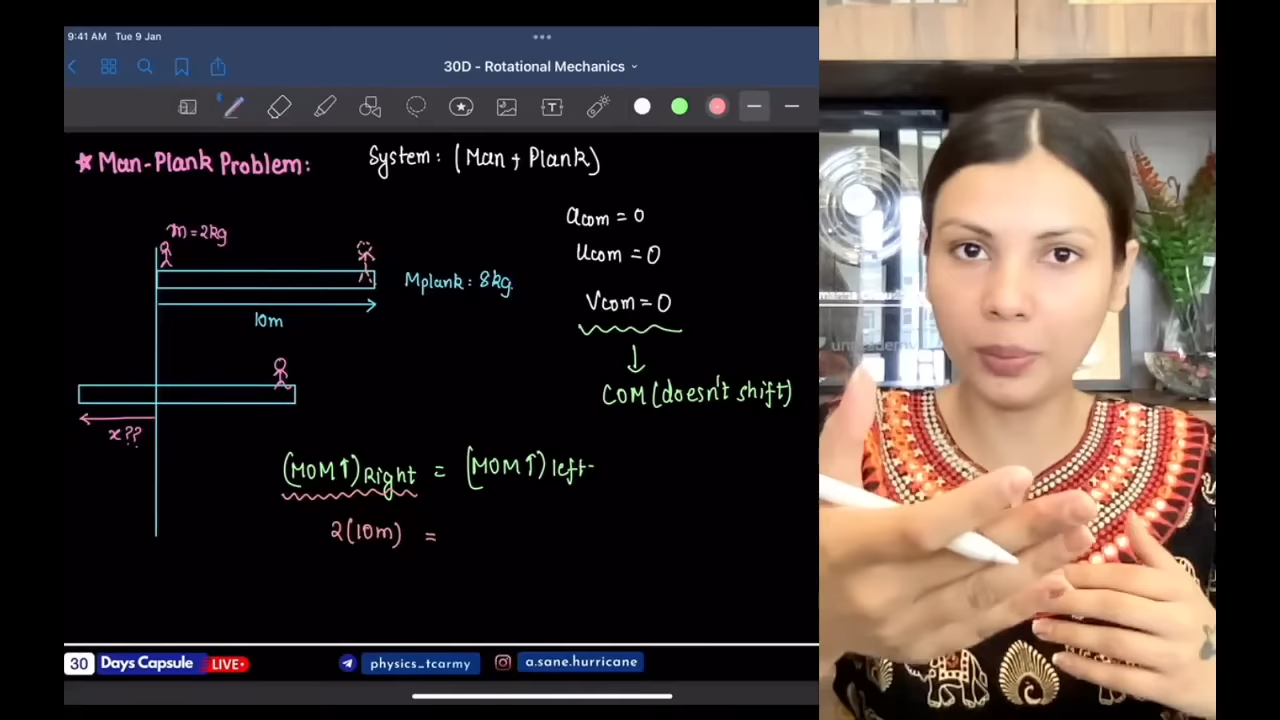 9:41 AM Tue 9 Jan
30D - Rotational Mechanics
★ Man-Plank Problem:
System: (Man + Plank)
m = 2kg
Mplank: 8kg
10m
x??
acom = 0
ucom = 0
Vcom = 0
↓
COM (doesn't shift)
(MOM↑)Right = (MOM↑)left
2(10m) =
30 Days Capsule LIVE
physics_tcarmy
a.sane.hurricane